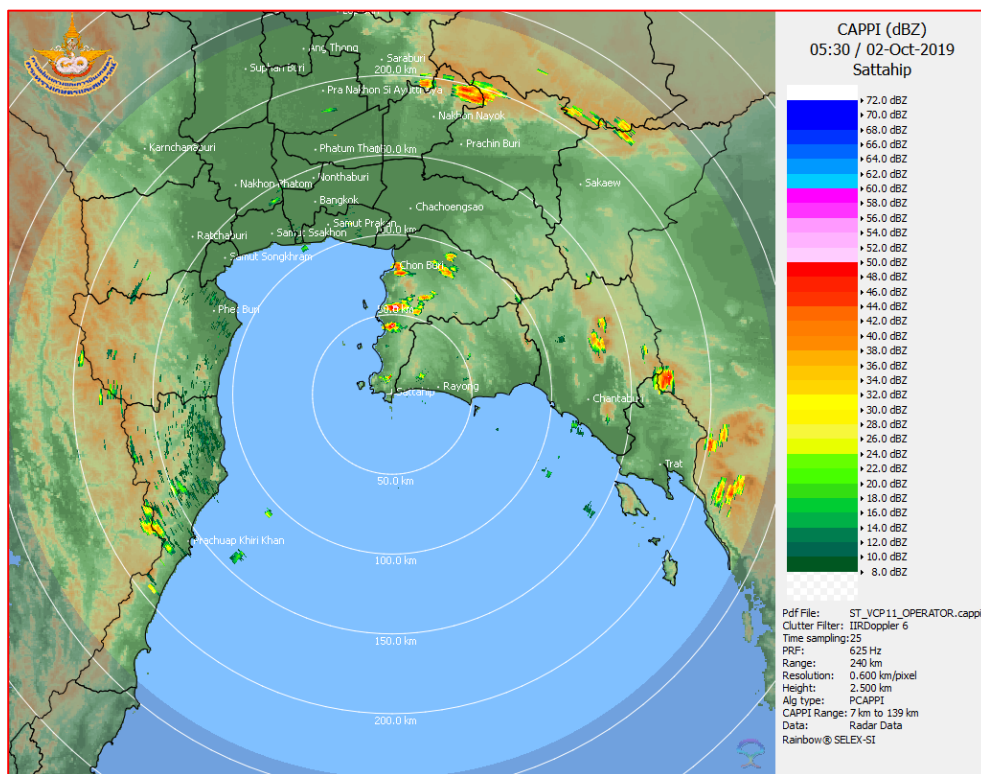 CAPPI (dBZ)
05:30 / 02-Oct-2019
Sattahip
72.0 dBZ
70.0 dBZ
68.0 dBZ
66.0 dBZ
64.0 dBZ
62.0 dBZ
60.0 dBZ
58.0 dBZ
56.0 dBZ
54.0 dBZ
52.0 dBZ
50.0 dBZ
48.0 dBZ
46.0 dBZ
44.0 dBZ
42.0 dBZ
40.0 dBZ
38.0 dBZ
36.0 dBZ
34.0 dBZ
32.0 dBZ
30.0 dBZ
28.0 dBZ
26.0 dBZ
24.0 dBZ
22.0 dBZ
20.0 dBZ
18.0 dBZ
16.0 dBZ
14.0 dBZ
12.0 dBZ
10.0 dBZ
8.0 dBZ
Pdf File: ST_VCP11_OPERATOR.cappi
Clutter Filter: IIRDoppler 6
Time sampling:25
PRF: 625 Hz
Range: 240 km
Resolution: 0.600 km/pixel
Height: 2.500 km
Alg type: PCAPPI
CAPPI Range: 7 km to 139 km
Data: Radar Data
Rainbow® SELEX-SI
Ang Thong
Saraburi
Suphan Buri
200.0 km
Pra Nakhon Si Ayutthaya
Nakhon Nayok
Karnchanaburi
Phatum Thani
Prachin Buri
Nonthaburi
Nakhon Phatom
Sakaew
Bangkok
Chachoengsao
Samut Prakan
Ratchaburi
Samut Ssakhon
Samut Songkhram
Chon Buri
Phet Buri
Rayong
Sattahip
Chantaburi
Trat
50.0 km
Prachuap Khiri Khan
100.0 km
150.0 km
200.0 km